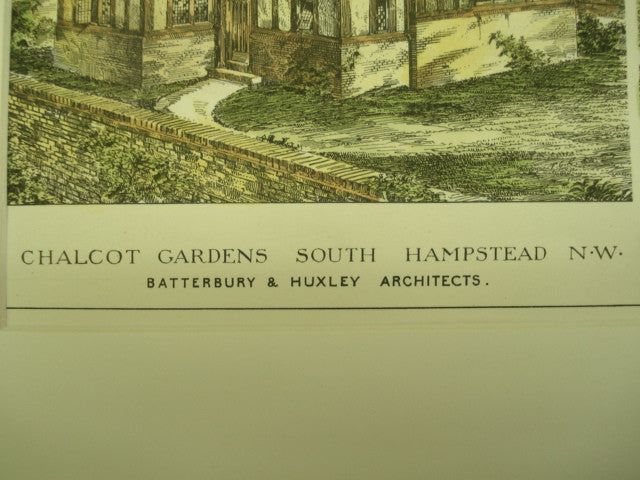 CHALCOT GARDENS SOUTH HAMPSTEAD N·W·
BATTERBURY & HUXLEY ARCHITECTS.